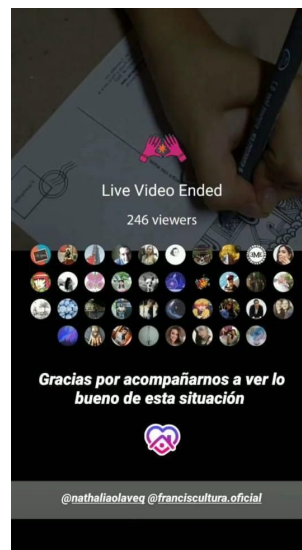 Live Video Ended
246 viewers
Gracias por acompañarnos a ver lo
bueno de esta situación
@nathaliaolaveq @franciscultura.oficial